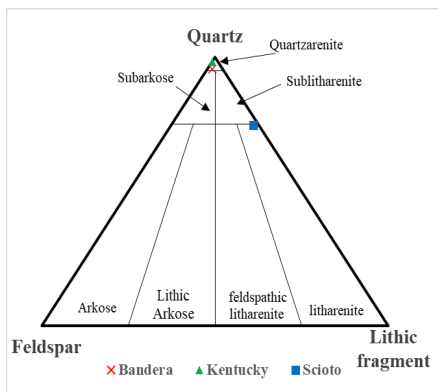 Quartz
Quartzarenite
Subarkose
Sublitharenite
Arkose
Lithic
Arkose
feldspathic
litharenite
litharenite
Feldspar
Lithic
fragment
Bandera
Kentucky
Scioto